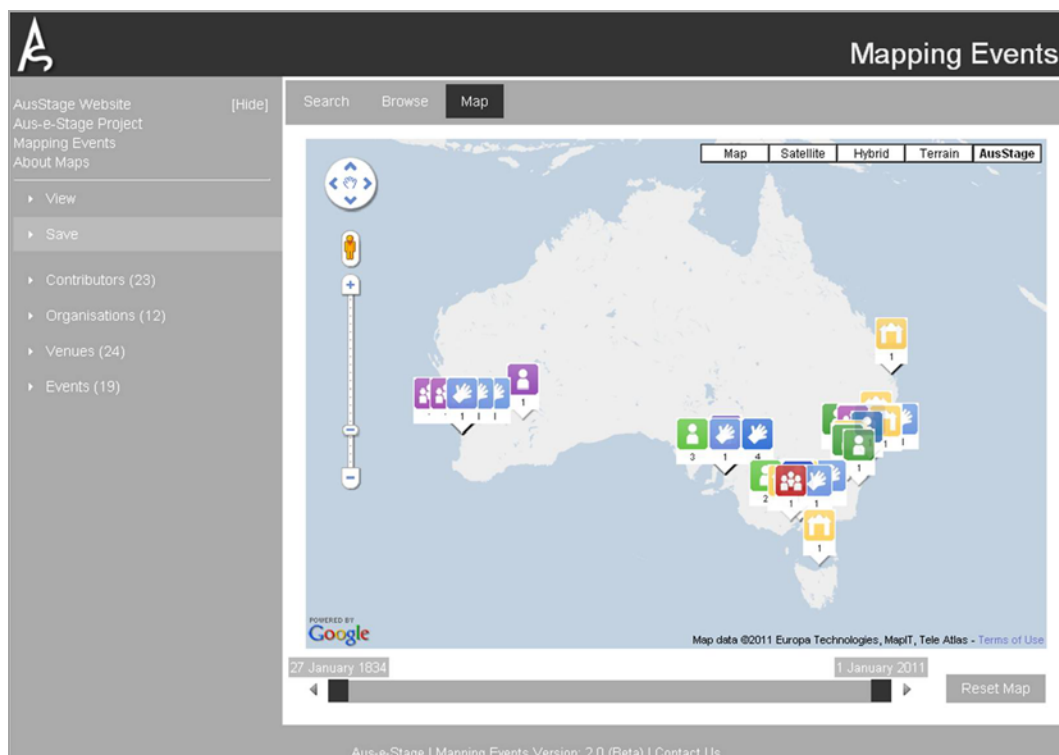 Mapping Events
AusStage Website [Hide]
Aus-e-Stage Project
Mapping Events
About Maps
View
Save
Contributors (23)
Organisations (12)
Venues (24)
Events (19)
Search Browse Map
Map Satellite Hybrid Terrain AusStage
1
1
1
3 1 4
1
1
2 1 1
1
POWERED BY
Google
Map data ©2011 Europa Technologies, MapIT, Tele Atlas - Terms of Use
27 January 1834 1 January 2011
Reset Map
Aus-e-Stage | Mapping Events Version: 2.0 (Beta) | Contact Us